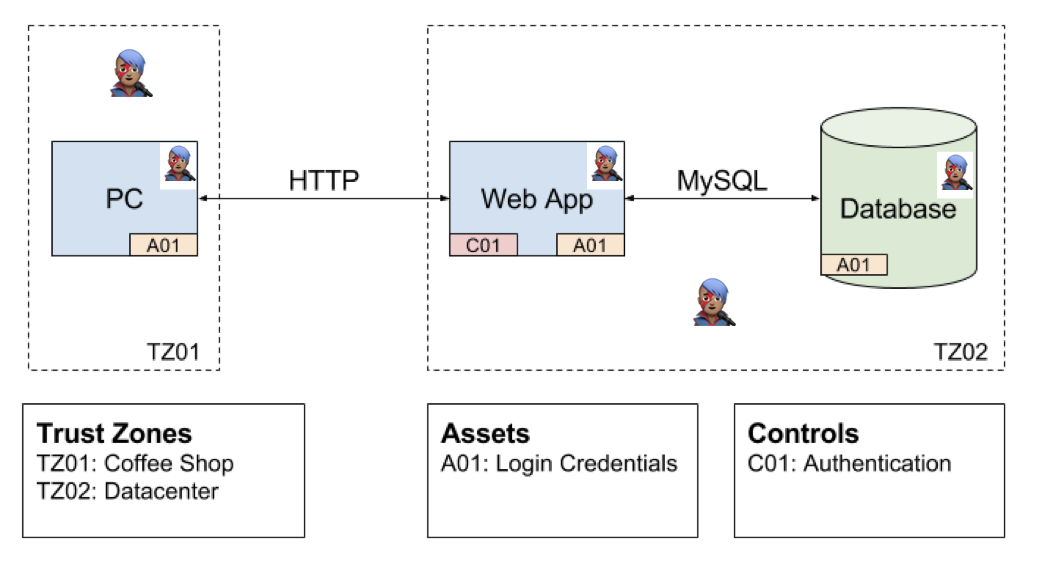 PC
A01
HTTP
Web App
C01
A01
MySQL
Database
A01
TZ01
TZ02
Trust Zones
TZ01: Coffee Shop
TZ02: Datacenter
Assets
A01: Login Credentials
Controls
C01: Authentication